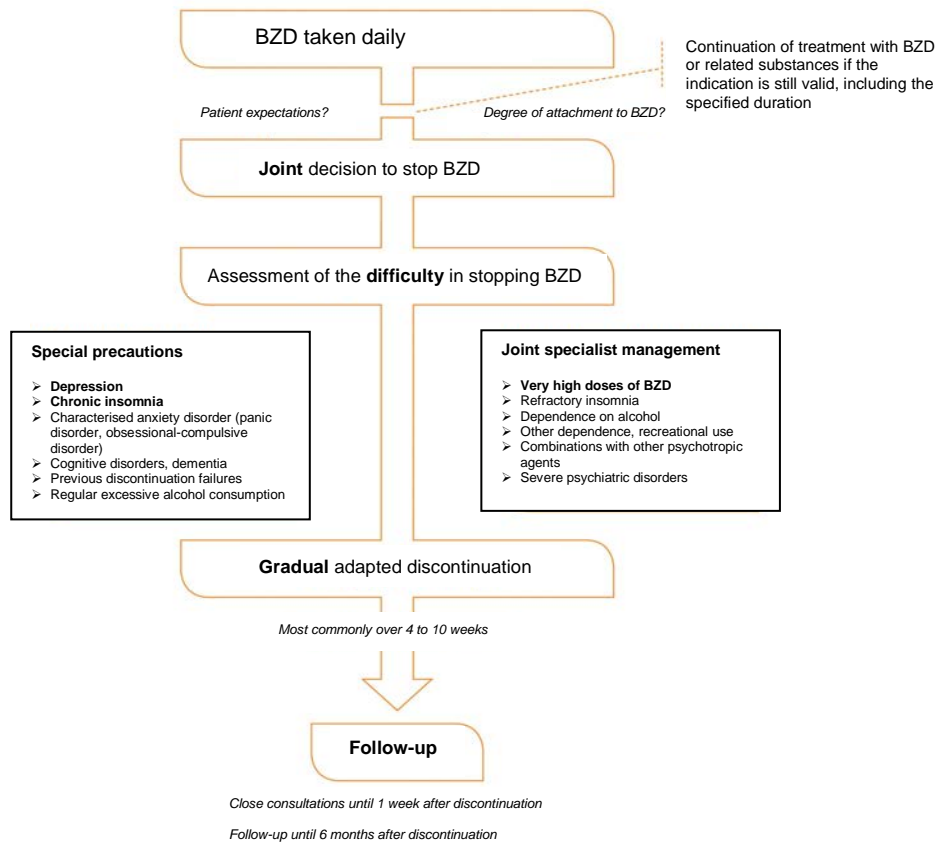 BZD taken daily
Continuation of treatment with BZD
or related substances if the
indication is still valid, including the
specified duration
Patient expectations?
Degree of attachment to BZD?
Joint decision to stop BZD
Assessment of the difficulty in stopping BZD
Special precautions
➢ Depression
➢ Chronic insomnia
➢ Characterised anxiety disorder (panic
disorder, obsessional-compulsive
disorder)
➢ Cognitive disorders, dementia
➢ Previous discontinuation failures
➢ Regular excessive alcohol consumption
Joint specialist management
➢ Very high doses of BZD
➢ Refractory insomnia
➢ Dependence on alcohol
➢ Other dependence, recreational use
➢ Combinations with other psychotropic
agents
➢ Severe psychiatric disorders
Gradual adapted discontinuation
Most commonly over 4 to 10 weeks
Follow-up
Close consultations until 1 week after discontinuation
Follow-up until 6 months after discontinuation